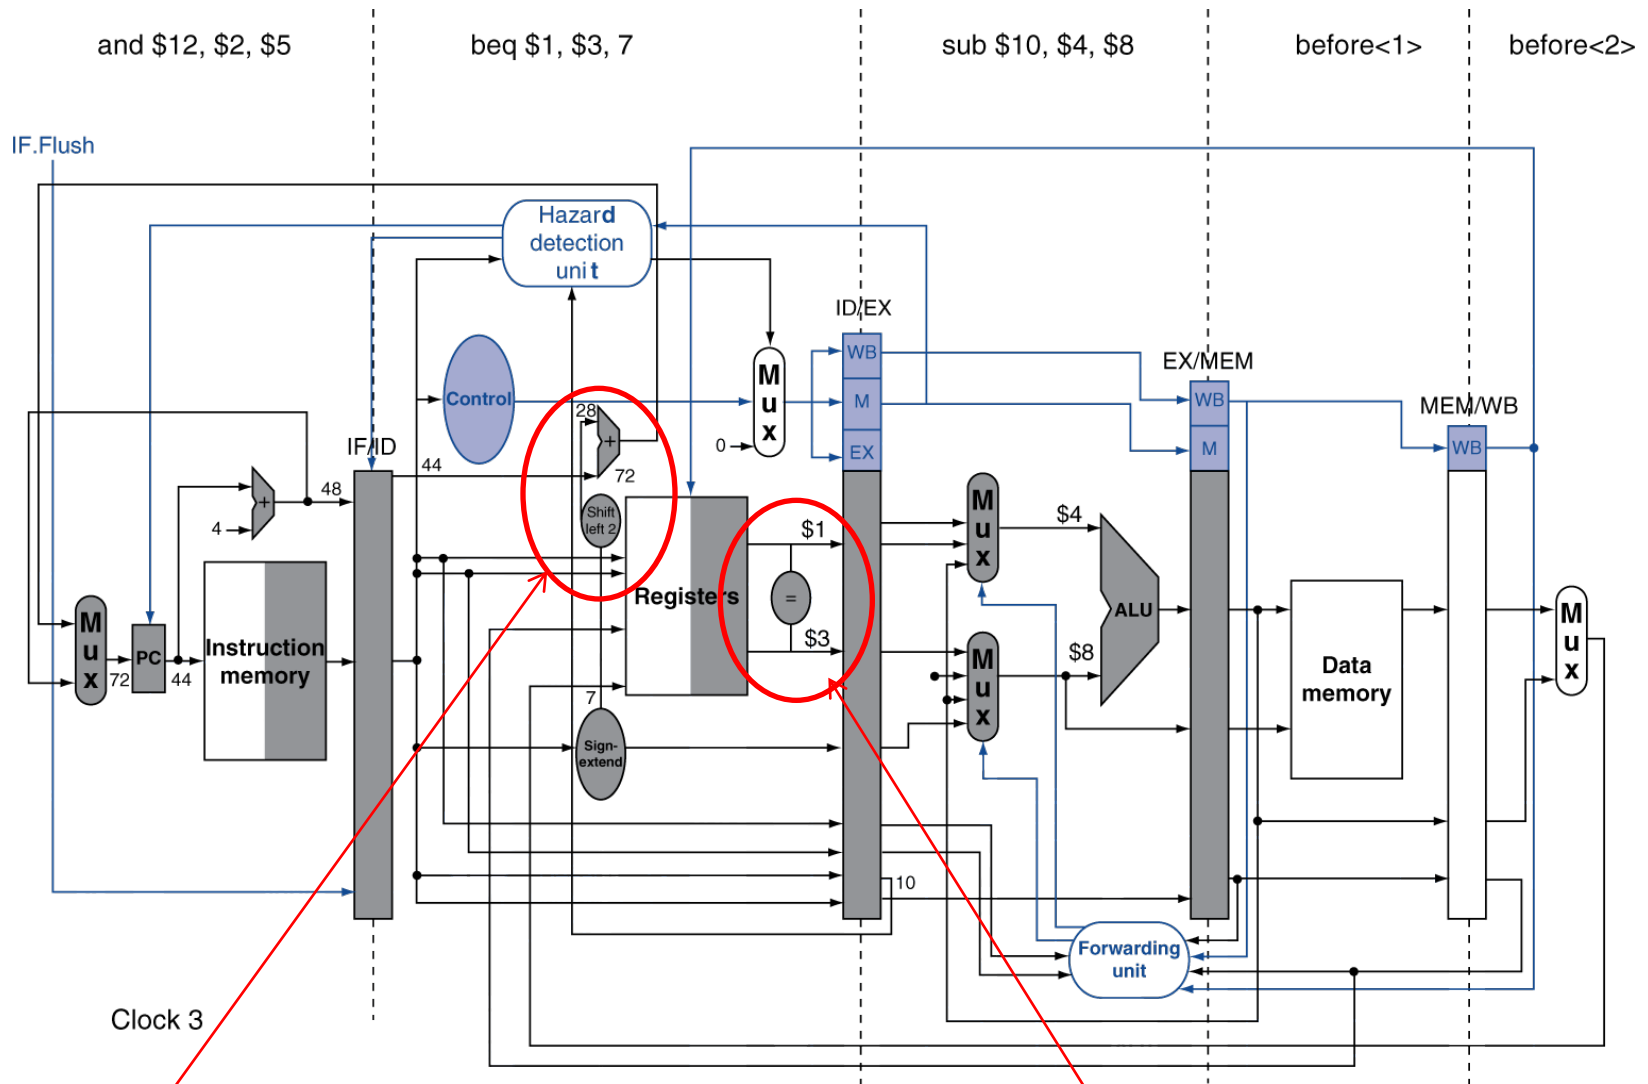 and $12, $2, $5
beq $1, $3, 7
sub $10, $4, $8
before<1>
before<2>
IF.Flush
Hazard
detection
unit
ID/EX
WB
M
EX
Control
M
u
x
0
EX/MEM
WB
M
MEM/WB
WB
28
+
72
IF/ID
44
48
+
4
Shift
left 2
$1
=
$3
Registers
M
u
x
$4
ALU
M
u
x
$8
M
u
x
72
PC
44
Instruction
memory
Data
memory
M
u
x
7
Sign-
extend
10
Forwarding
unit
Clock 3